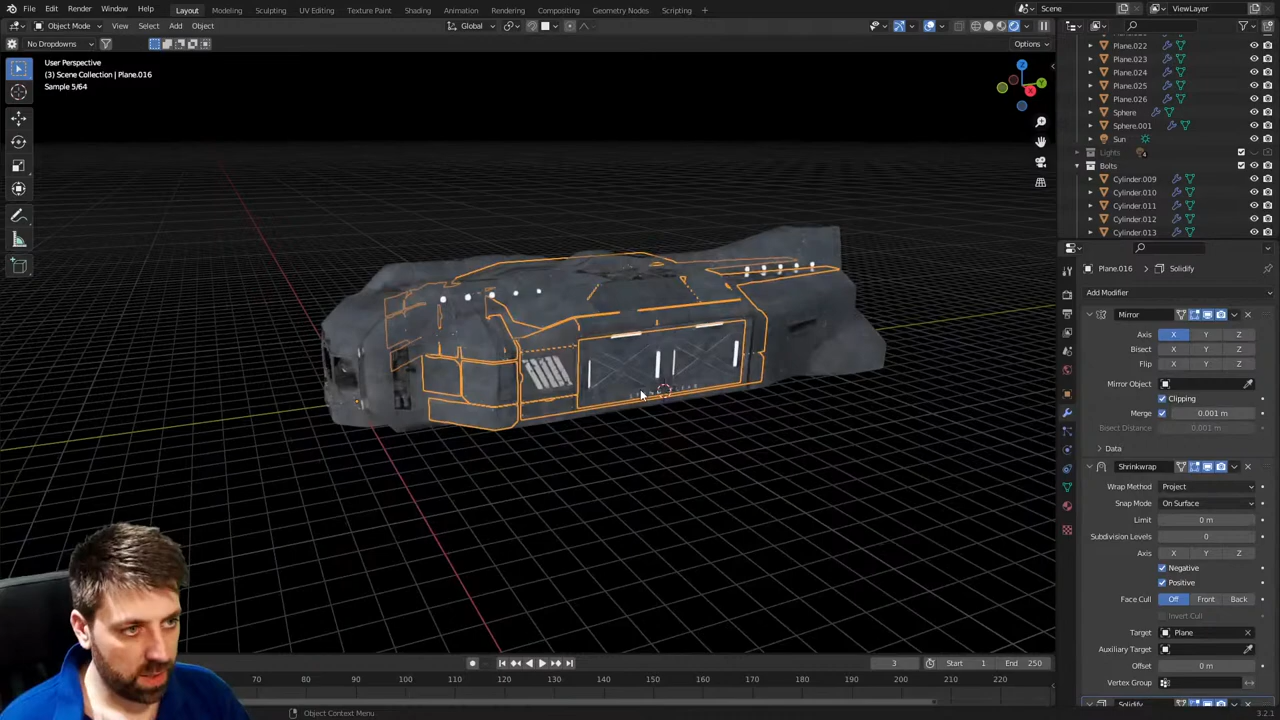 File Edit Render Window Help Layout Modeling Sculpting UV Editing Texture Paint Shading Animation Rendering Compositing Geometry Nodes Scripting Scene ViewLayer
Object Mode View Select Add Object Global
No Dropdowns Options
User Perspective
(3) Scene Collection | Plane.016
Sample 5/64
Z
Y
X
Plane.022
Plane.023
Plane.024
Plane.025
Plane.026
Sphere
Sphere.001
Sun
Lights 4
Bolts
Cylinder.009
Cylinder.010
Cylinder.011
Cylinder.012
Cylinder.013
Plane.016 Solidify
Add Modifier
Mirror
Axis X Y Z
Bisect X Y Z
Flip X Y Z
Mirror Object
Clipping
Merge 0.001 m
Bisect Distance 0.001 m
Data
Shrinkwrap
Wrap Method Project
Snap Mode On Surface
Limit 0 m
Subdivision Levels 0
Axis X Y Z
Negative
Positive
Face Cull Off Front Back
Invert Cull
Target Plane
Auxiliary Target
Offset 0 m
Vertex Group
Solidify
3 Start 1 End 250
70 80 90 100 110 120 130 140 150 160 170 180 190 200 210 220
Object Context Menu 3.2.1